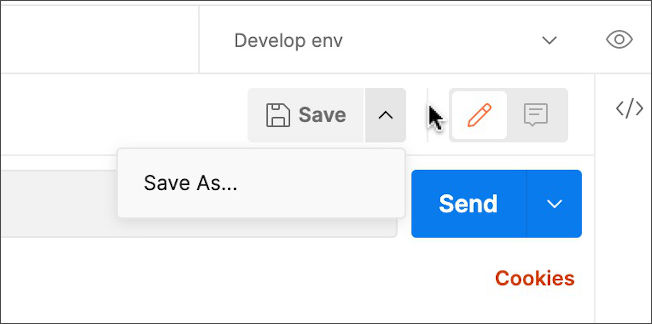 Develop env
Save
Save As...
Send
Cookies